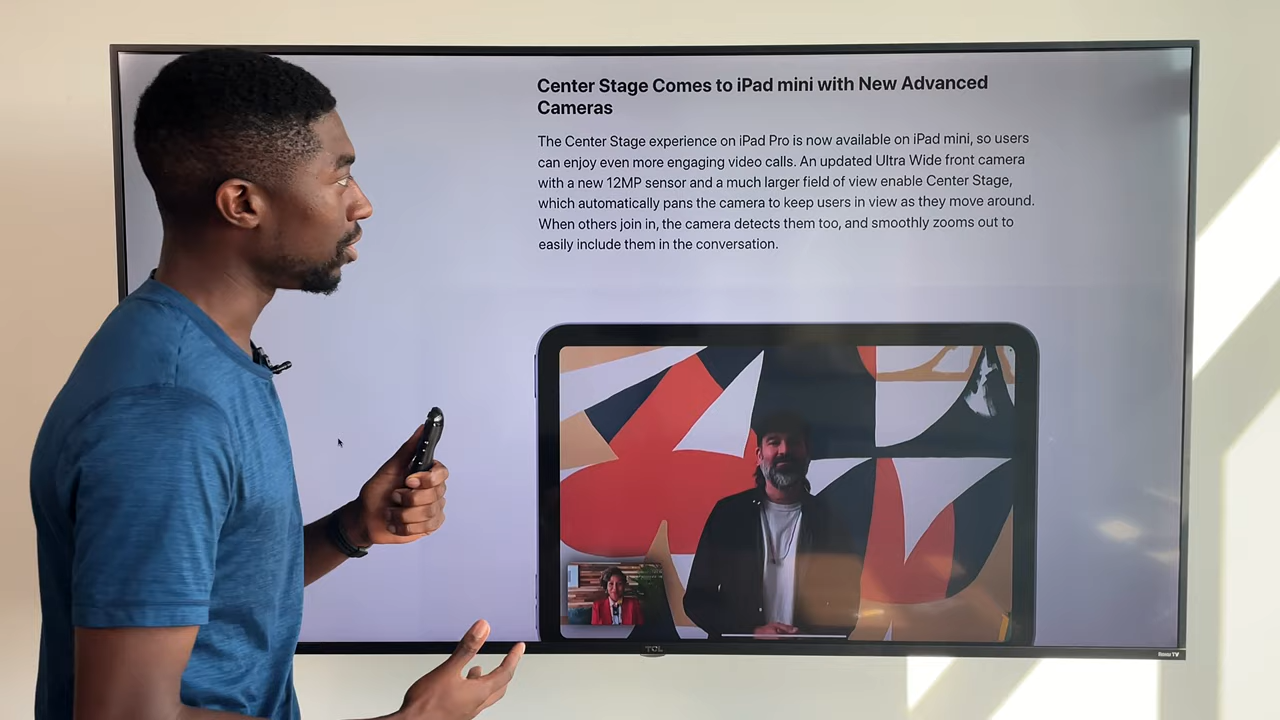 Center Stage Comes to iPad mini with New Advanced
Cameras
The Center Stage experience on iPad Pro is now available on iPad mini, so users
can enjoy even more engaging video calls. An updated Ultra Wide front camera
with a new 12MP sensor and a much larger field of view enable Center Stage,
which automatically pans the camera to keep users in view as they move around.
When others join in, the camera detects them too, and smoothly zooms out to
easily include them in the conversation.
TCL
Roku TV